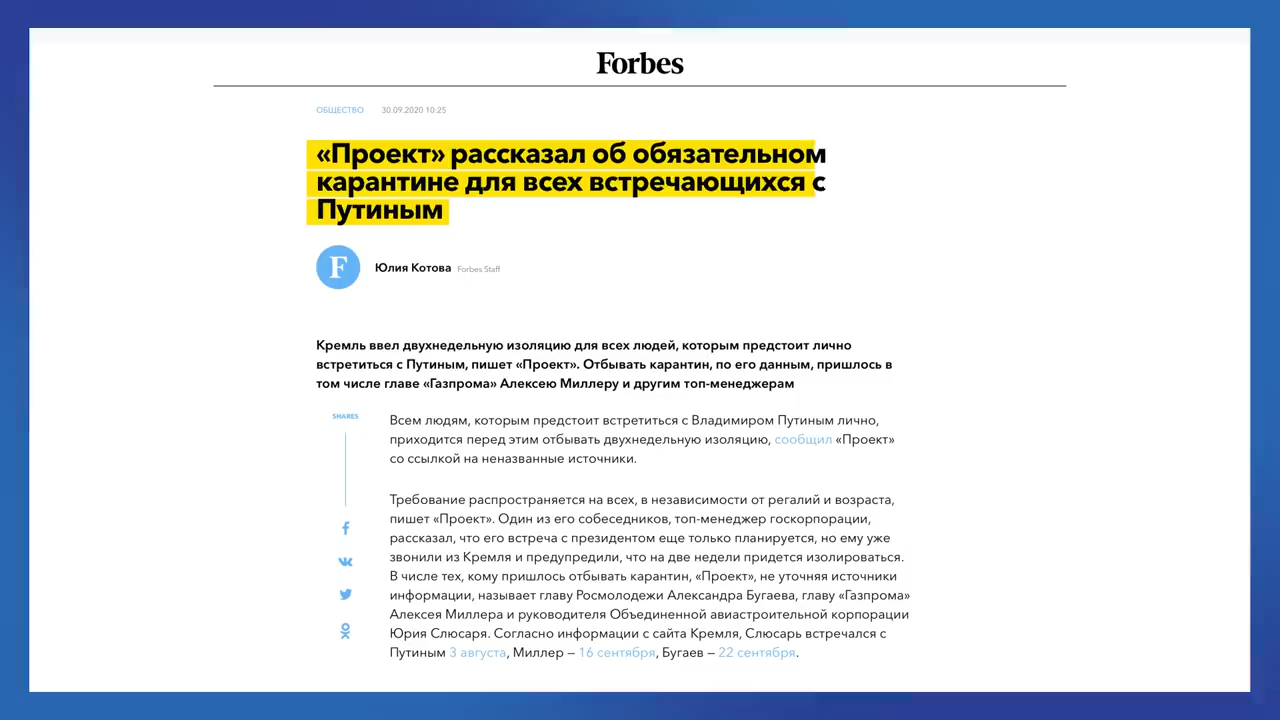 Forbes
ОБЩЕСТВО 30.09.2020 10:25
«Проект» рассказал об обязательном
карантине для всех встречающихся с
Путиным
F
Юлия Котова Forbes Staff
Кремль ввел двухнедельную изоляцию для всех людей, которым предстоит лично
встретиться с Путиным, пишет «Проект». Отбывать карантин, по его данным, пришлось в
том числе главе «Газпрома» Алексею Миллеру и другим топ-менеджерам
SHARES
Всем людям, которым предстоит встретиться с Владимиром Путиным лично,
приходится перед этим отбывать двухнедельную изоляцию, сообщил «Проект»
со ссылкой на неназванные источники.
Требование распространяется на всех, в независимости от регалий и возраста,
пишет «Проект». Один из его собеседников, топ-менеджер госкорпорации,
рассказал, что его встреча с президентом еще только планируется, но ему уже
звонили из Кремля и предупредили, что на две недели придется изолироваться.
В числе тех, кому пришлось отбывать карантин, «Проект», не уточняя источники
информации, называет главу Росмолодежи Александра Бугаева, главу «Газпрома»
Алексея Миллера и руководителя Объединенной авиастроительной корпорации
Юрия Слюсаря. Согласно информации с сайта Кремля, Слюсарь встречался с
Путиным 3 августа, Миллер — 16 сентября, Бугаев — 22 сентября.